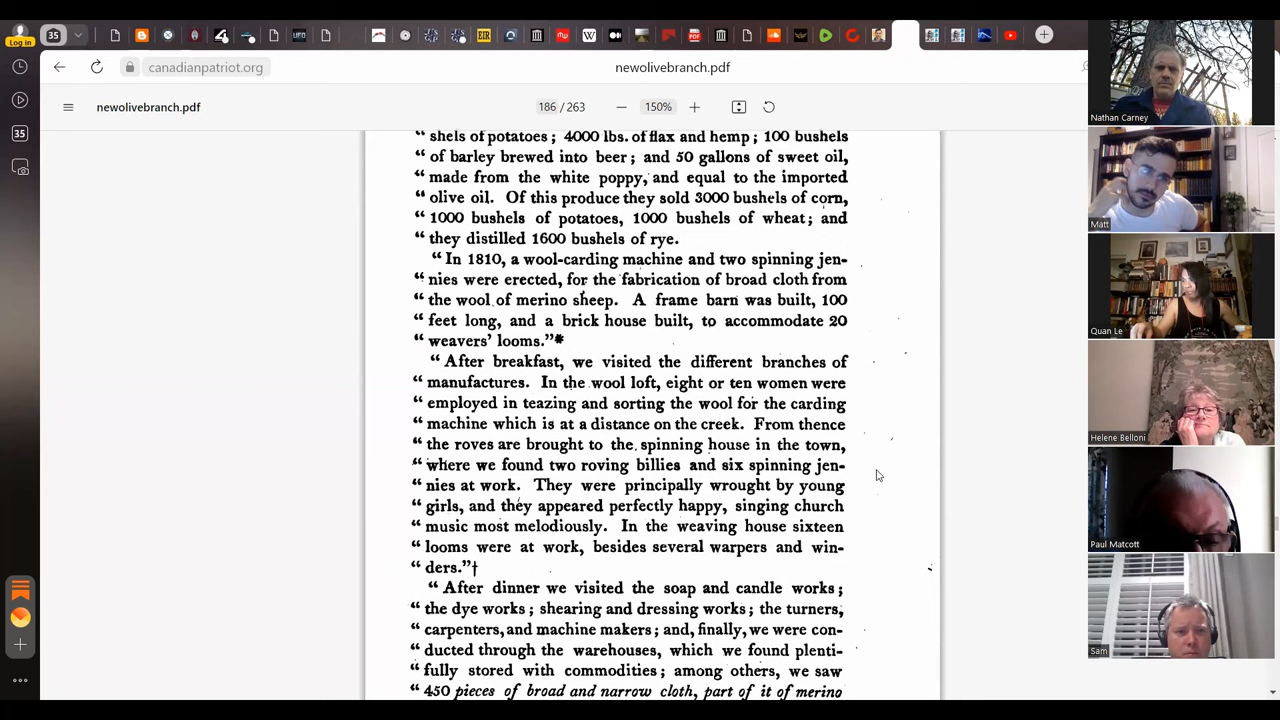 35
Log in
EIR
UFO
W
PDF
canadianpatriot.org
newolivebranch.pdf
newolivebranch.pdf
186 / 263
150%
35
“ shels of potatoes ; 4000 lbs. of flax and hemp ; 100 bushels
“ of barley brewed into beer ; and 50 gallons of sweet oil,
“ made from the white poppy, and equal to the imported
“ olive oil. Of this produce they sold 3000 bushels of corn,
“ 1000 bushels of potatoes, 1000 bushels of wheat ; and
“ they distilled 1600 bushels of rye.
“ In 1810, a wool-carding machine and two spinning jen-
“ nies were erected, for the fabrication of broad cloth from
“ the wool of merino sheep. A frame barn was built, 100
“ feet long, and a brick house built, to accommodate 20
“ weavers’ looms.”*
“ After breakfast, we visited the different branches of
“ manufactures. In the wool loft, eight or ten women were
“ employed in teazing and sorting the wool for the carding
“ machine which is at a distance on the creek. From thence
“ the roves are brought to the spinning house in the town,
“ where we found two roving billies and six spinning jen-
“ nies at work. They were principally wrought by young
“ girls, and they appeared perfectly happy, singing church
“ music most melodiously. In the weaving house sixteen
“ looms were at work, besides several warpers and win-
“ ders.”†
“ After dinner we visited the soap and candle works ;
“ the dye works ; shearing and dressing works ; the turners,
“ carpenters, and machine makers ; and, finally, we were con-
“ ducted through the warehouses, which we found plenti-
“ fully stored with commodities ; among others, we saw
“ 450 pieces of broad and narrow cloth, part of it of merino
Nathan Carney
Matt
Quan Le
Helene Belloni
Paul Matcott
Sam